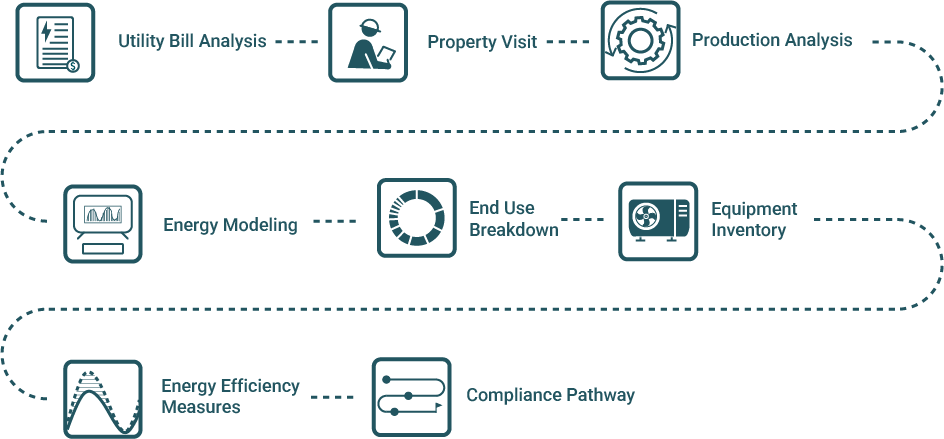 $
Utility Bill Analysis
Property Visit
Production Analysis
Energy Modeling
End Use
Breakdown
Equipment
Inventory
Energy Efficiency
Measures
Compliance Pathway